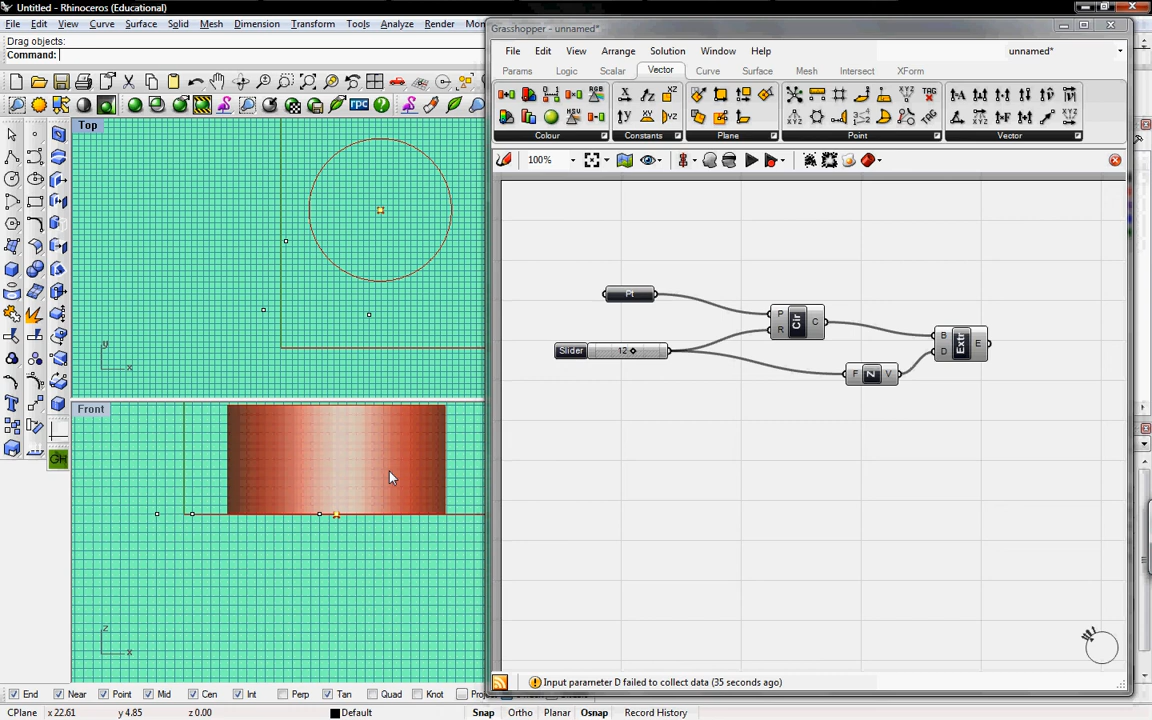 Untitled - Rhinoceros (Educational)
File Edit View Curve Surface Solid Mesh Dimension Transform Tools Analyze Render
Drag objects:
Command:
rpc
Top
y
x
Front
z
x
Grasshopper - unnamed*
File Edit View Arrange Solution Window Help unnamed*
Params Logic Scalar Vector Curve Surface Mesh Intersect XForm
Colour Constants Plane Point Vector
100%
Pt
P
R
Cir
C
Slider 12
F
Z
V
B
D
Extr
E
Input parameter D failed to collect data (35 seconds ago)
End Near Point Mid Cen Int Perp Tan Quad Knot
CPlane x 22.61 y 4.85 z 0.00 Default Snap Ortho Planar Osnap Record History